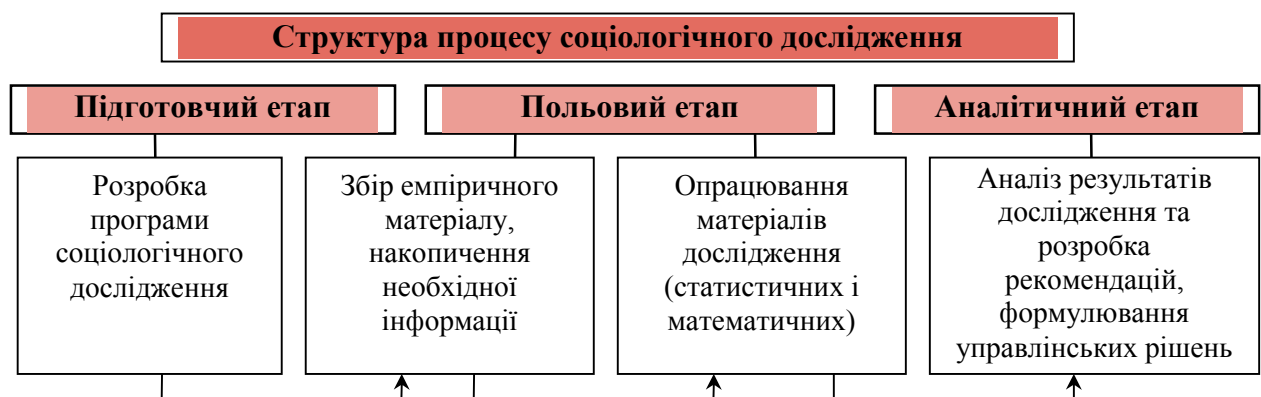 Структура процесу соціологічного дослідження
Підготовчий етап
Польовий етап
Аналітичний етап
Розробка
програми
соціологічного
дослідження
Збір емпіричного
матеріалу,
накопичення
необхідної
інформації
Опрацювання
матеріалів
дослідження
(статистичних і
математичних)
Аналіз результатів
дослідження та
розробка
рекомендацій,
формулювання
управлінських рішень